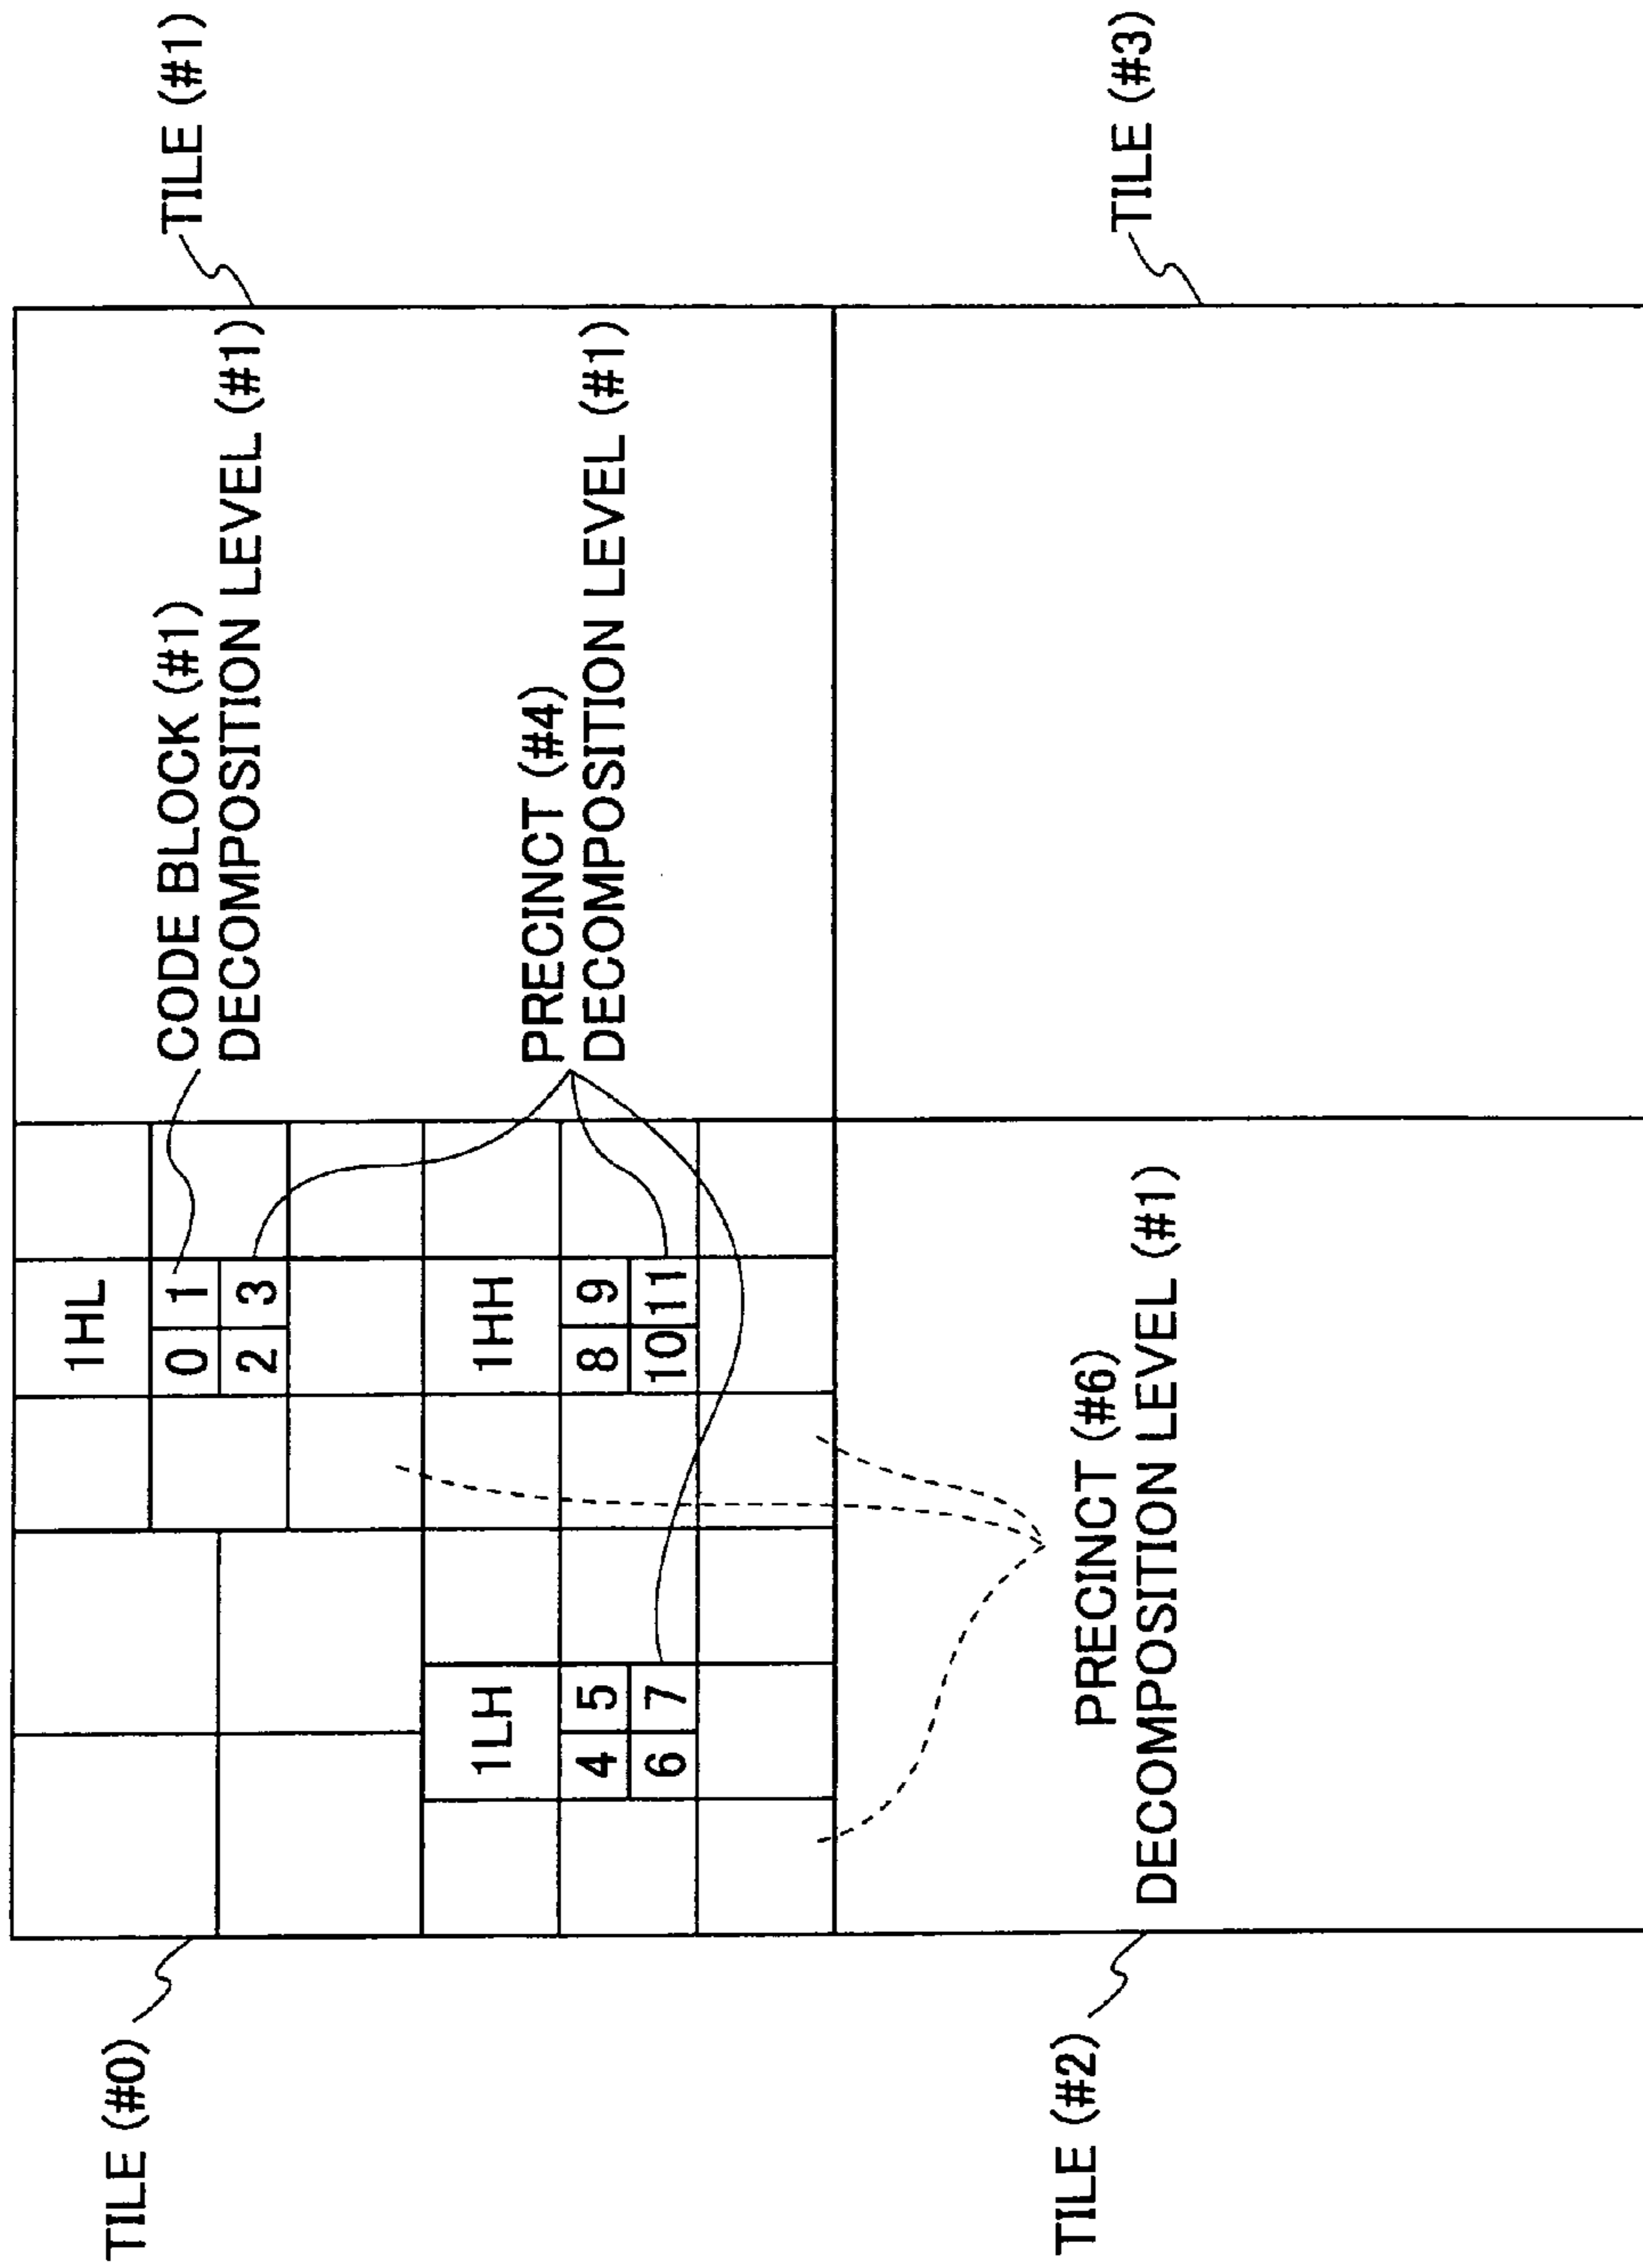 TILE (#0)
TILE (#1)
CODE BLOCK (#1)
DECOMPOSITION LEVEL (#1)
1HL
0 1
2 3
PRECINCT (#4)
DECOMPOSITION LEVEL (#1)
1LH
4 5
6 7
1HH
8 9
10 11
TILE (#2)
TILE (#3)
PRECINCT (#6)
DECOMPOSITION LEVEL (#1)